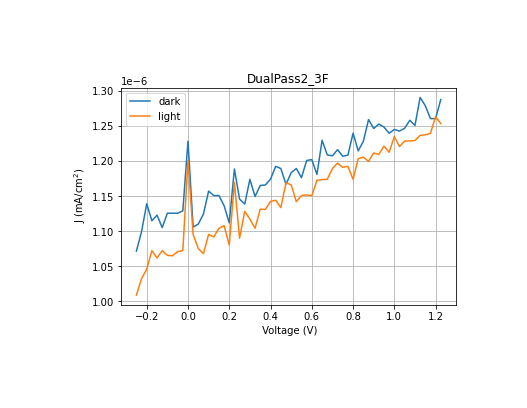 DualPass2_3F
1e−6
1.30
1.25
1.20
1.15
1.10
1.05
1.00
J (mA/cm²)
dark
light
−0.2 0.0 0.2 0.4 0.6 0.8 1.0 1.2
Voltage (V)